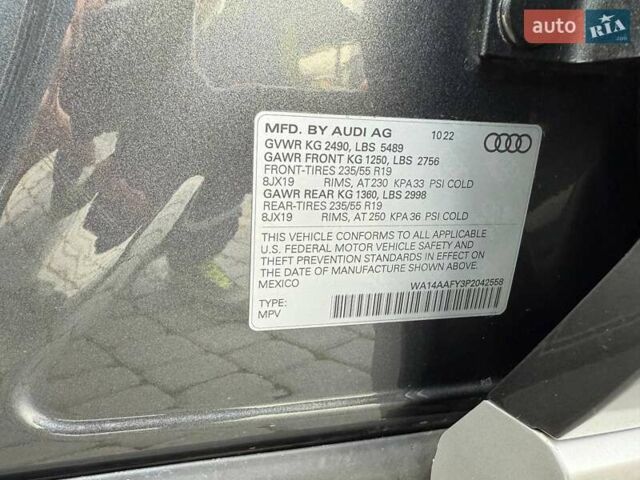 auto RIA
.com
MFD. BY AUDI AG 10 22
GVWR KG 2490, LBS 5489
GAWR FRONT KG 1250, LBS 2756
FRONT-TIRES 235/55 R19
8JX19 RIMS, AT 230 KPA 33 PSI COLD
GAWR REAR KG 1360, LBS 2998
REAR-TIRES 235/55 R19
8JX19 RIMS, AT 250 KPA 36 PSI COLD
THIS VEHICLE CONFORMS TO ALL APPLICABLE
U.S. FEDERAL MOTOR VEHICLE SAFETY AND
THEFT PREVENTION STANDARDS IN EFFECT ON
THE DATE OF MANUFACTURE SHOWN ABOVE.
MEXICO WA14AAFY3P2042558
TYPE:
MPV